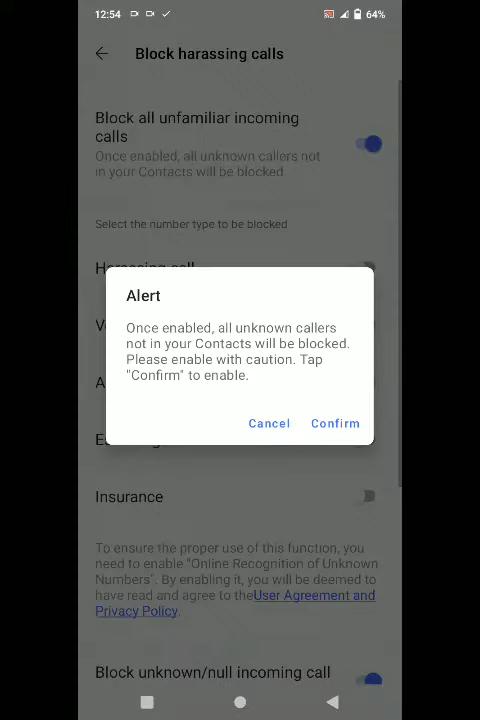 12:54
64%
Block harassing calls
Block all unfamiliar incoming
calls
Once enabled, all unknown callers not
in your Contacts will be blocked
Select the number type to be blocked
Alert
Once enabled, all unknown callers
not in your Contacts will be blocked.
Please enable with caution. Tap
"Confirm" to enable.
Cancel Confirm
Insurance
To ensure the proper use of this function, you
need to enable "Online Recognition of Unknown
Numbers". By enabling it, you will be deemed to
have read and agree to theUser Agreement and
Privacy Policy.
Block unknown/null incoming call